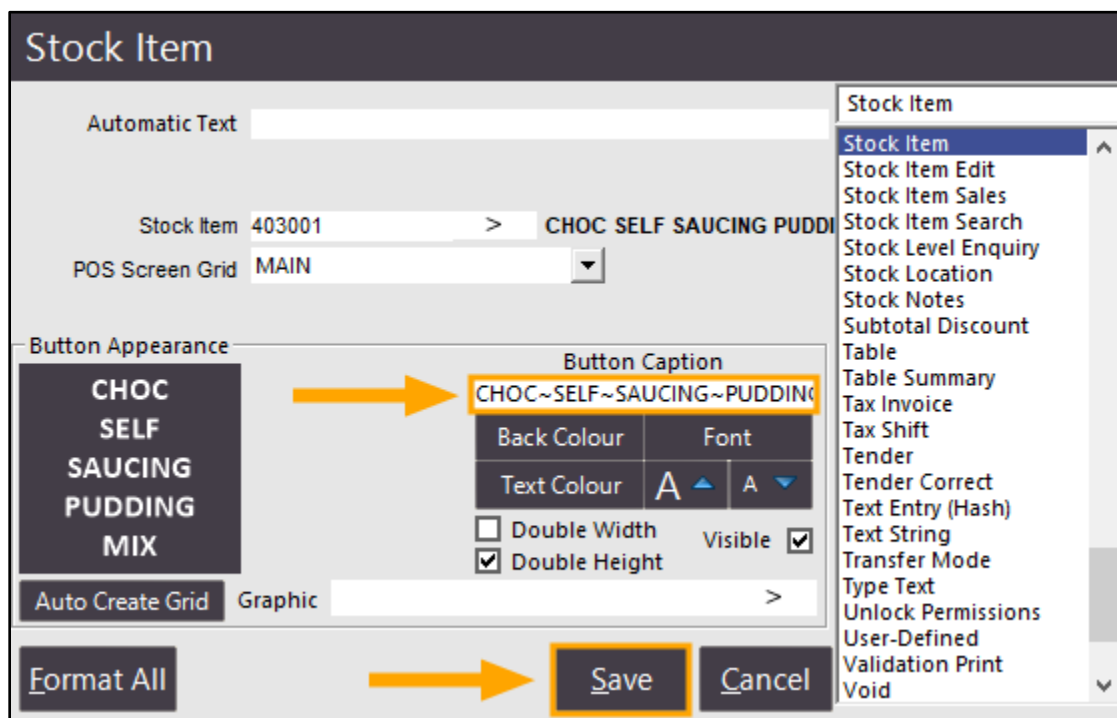 Stock Item
Automatic Text
Stock Item 403001 > CHOC SELF SAUCING PUDDI
POS Screen Grid MAIN
Button Appearance
CHOC
SELF
SAUCING
PUDDING
MIX
Button Caption
CHOC~SELF~SAUCING~PUDDING
Back Colour Font
Text Colour A A
Double Width
Double Height
Visible
Auto Create Grid Graphic >
Format All Save Cancel
Stock Item
Stock Item
Stock Item Edit
Stock Item Sales
Stock Item Search
Stock Level Enquiry
Stock Location
Stock Notes
Subtotal Discount
Table
Table Summary
Tax Invoice
Tax Shift
Tender
Tender Correct
Text Entry (Hash)
Text String
Transfer Mode
Type Text
Unlock Permissions
User-Defined
Validation Print
Void